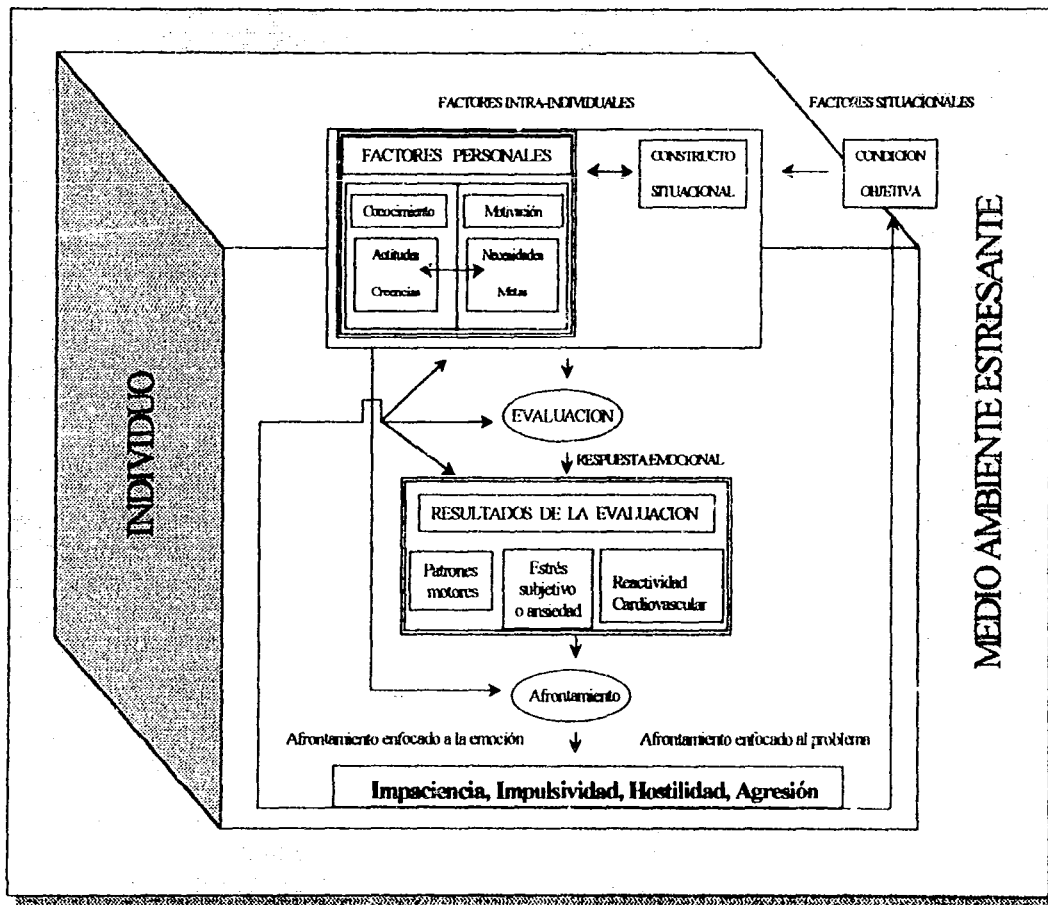 FACTORES INTRA-INDIVIDUALES
FACTORES SITUACIONALES
FACTORES PERSONALES
Conocimiento
Motivación
Actitudes
Creencias
Necesidades
Metas
CONSTRUCTO
SITUACIONAL
CONDICION
OBJETIVA
INDIVIDUO
MEDIO AMBIENTE ESTRESANTE
EVALUACION
RESPUESTA EMOCIONAL
RESULTADOS DE LA EVALUACION
Patrones
motores
Estrés
subjetivo
o ansiedad
Reactividad
Cardiovascular
Afrontamiento
Afrontamiento enfocado a la emoción
Afrontamiento enfocado al problema
Impaciencia, Impulsividad, Hostilidad, Agresión